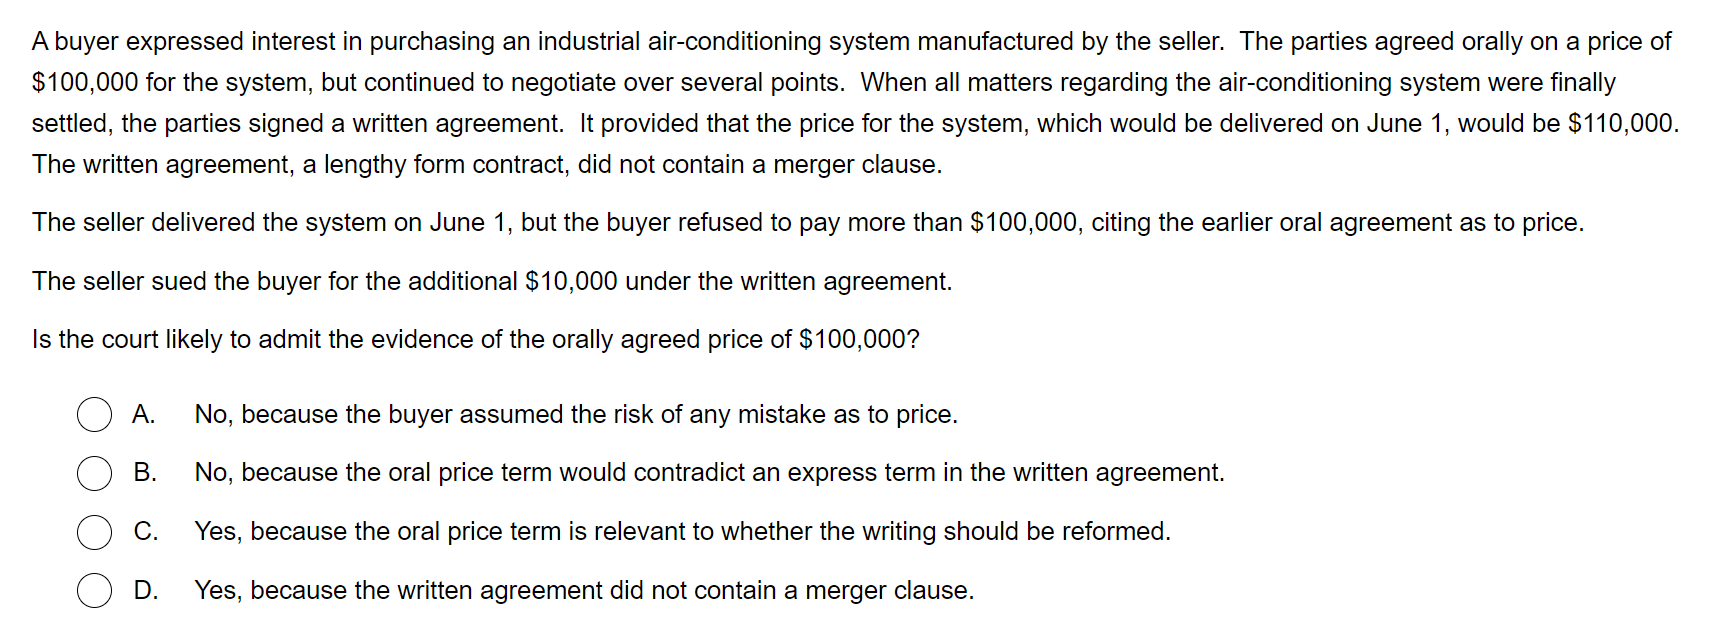 A buyer expressed interest in purchasing an industrial air-conditioning system manufactured by the seller.  The parties agreed orally on a price of
$100,000 for the system, but continued to negotiate over several points.  When all matters regarding the air-conditioning system were finally
settled, the parties signed a written agreement.  It provided that the price for the system, which would be delivered on June 1, would be $110,000.
The written agreement, a lengthy form contract, did not contain a merger clause.
The seller delivered the system on June 1, but the buyer refused to pay more than $100,000, citing the earlier oral agreement as to price.
The seller sued the buyer for the additional $10,000 under the written agreement.
Is the court likely to admit the evidence of the orally agreed price of $100,000?
A. No, because the buyer assumed the risk of any mistake as to price.
B. No, because the oral price term would contradict an express term in the written agreement.
C. Yes, because the oral price term is relevant to whether the writing should be reformed.
D. Yes, because the written agreement did not contain a merger clause.